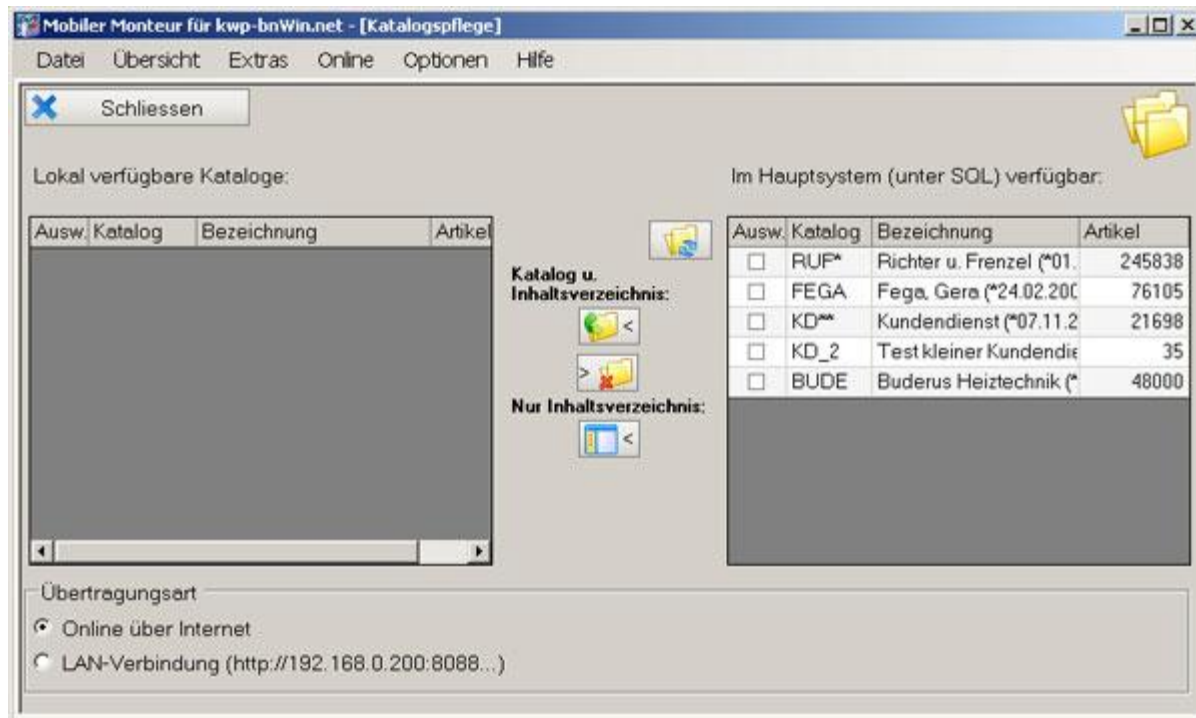 Mobiler Monteur für kwp-bnWin.net - [Katalogspflege]
Datei Übersicht Extras Online Optionen Hilfe
Schliessen
Lokal verfügbare Kataloge:
Im Hauptsystem (unter SQL) verfügbar:
Ausw. Katalog Bezeichnung Artikel
Ausw. Katalog Bezeichnung Artikel
RUF* Richter u. Frenzel (*01. 245838
FEGA Fega, Gera (*24.02.200 76105
KD** Kundendienst (*07.11.2 21698
KD_2 Test kleiner Kundendie 35
BUDE Buderus Heiztechnik (* 48000
Katalog u.
Inhaltsverzeichnis:
<
>
Nur Inhaltsverzeichnis:
<
Übertragungsart
Online über Internet
LAN-Verbindung (http://192.168.0.200:8088...)